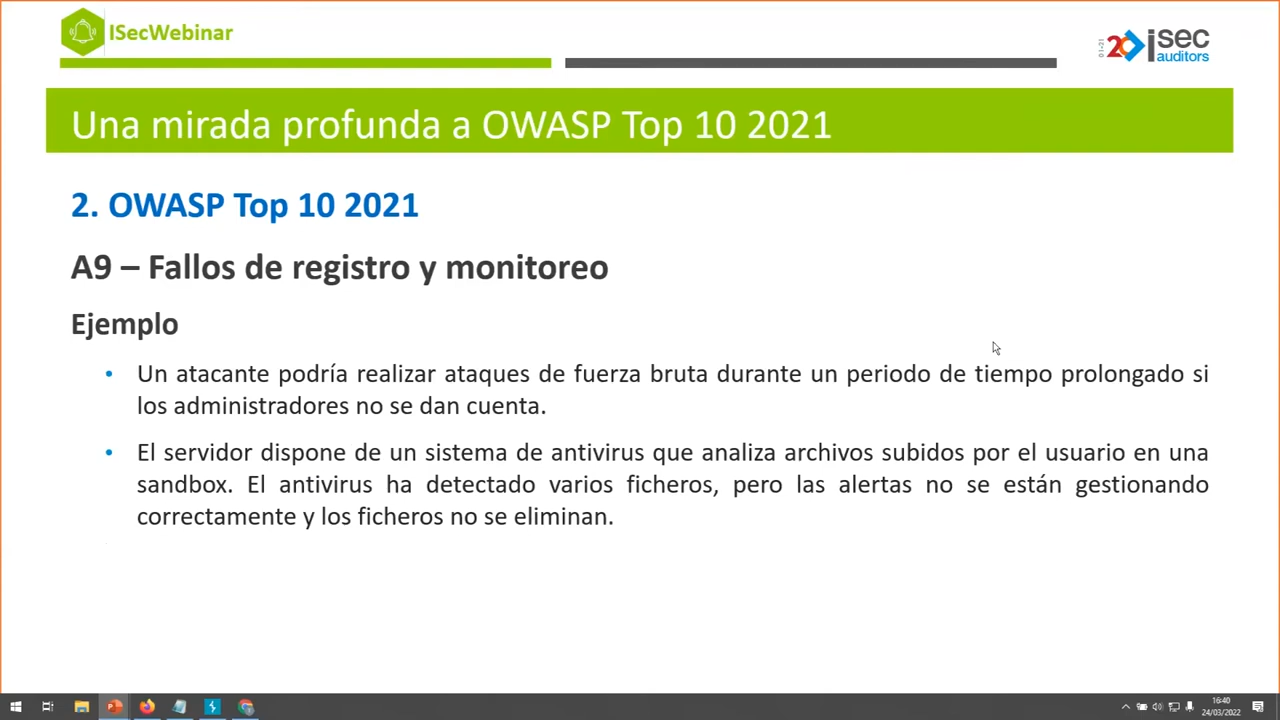 ISecWebinar
01-21 20 isec
auditors
Una mirada profunda a OWASP Top 10 2021
2. OWASP Top 10 2021
A9 – Fallos de registro y monitoreo
Ejemplo
• Un atacante podría realizar ataques de fuerza bruta durante un periodo de tiempo prolongado si
los administradores no se dan cuenta.
• El servidor dispone de un sistema de antivirus que analiza archivos subidos por el usuario en una
sandbox. El antivirus ha detectado varios ficheros, pero las alertas no se están gestionando
correctamente y los ficheros no se eliminan.
16:40
24/03/2022